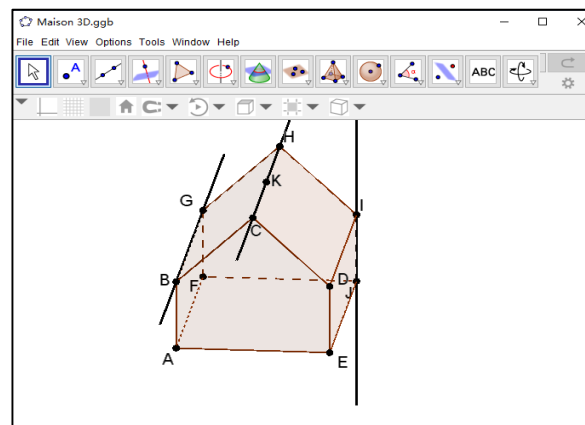 Maison 3D.ggb
File Edit View Options Tools Window Help
A
ABC
H
K
G
I
C
B
F
D
J
A
E